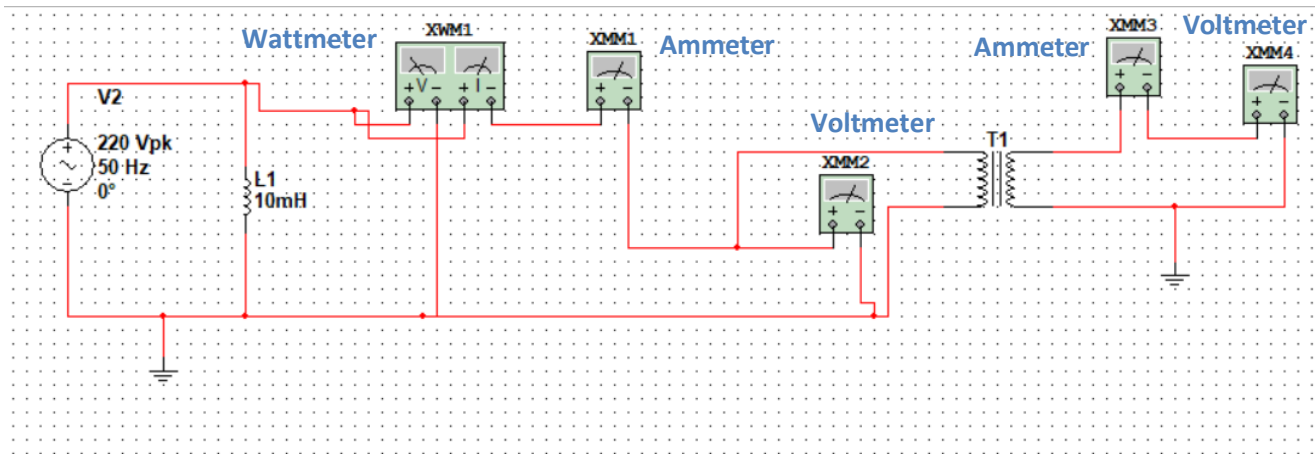 Wattmeter
XWM1
V
I
+
−
+
−
XMM1
+
−
Ammeter
V2
+
−
220 Vpk
50 Hz
0°
L1
10mH
Voltmeter
XMM2
+
−
T1
Ammeter
XMM3
+
−
Voltmeter
XMM4
+
−